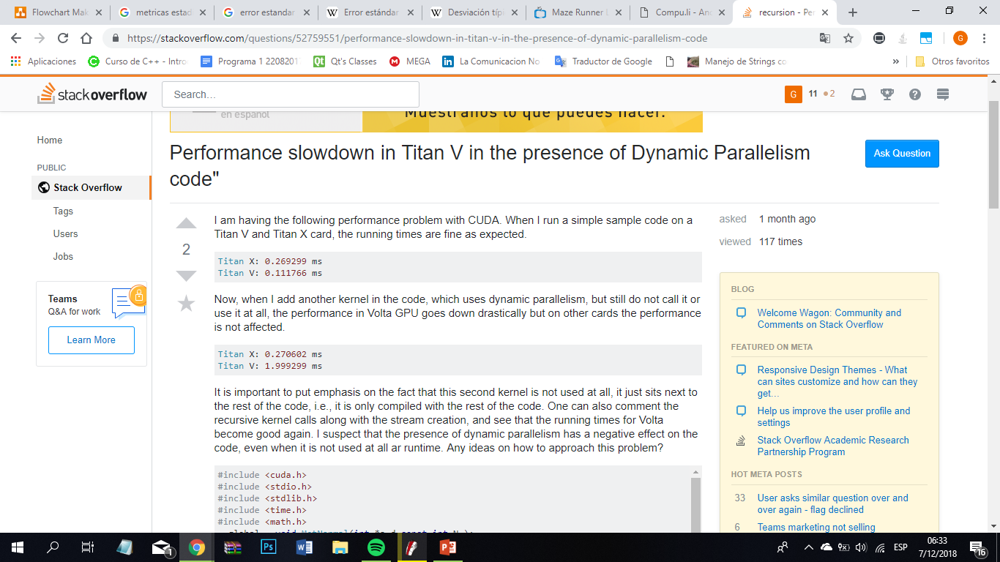 Flowchart Mak
metricas estad
error estandar
Error estándar
Desviación típi
Maze Runner L
Compu.li - Anc
recursion - Per
https://stackoverflow.com/questions/52759551/performance-slowdown-in-titan-v-in-the-presence-of-dynamic-parallelism-code
G
Aplicaciones
Curso de C++ - Intro
Programa 1 22082017
Qt's Classes
MEGA
La Comunicacion No
Traductor de Google
Manejo de Strings co
»
Otros favoritos
stackoverflow
Search...
G 11 2
en español
Muéstranos lo que puedes hacer.
Home
PUBLIC
Stack Overflow
Tags
Users
Jobs
Teams
Q&A for work
Learn More
Performance slowdown in Titan V in the presence of Dynamic Parallelism
code"
Ask Question
2
I am having the following performance problem with CUDA. When I run a simple sample code on a
Titan V and Titan X card, the running times are fine as expected.
Titan X: 0.269299 ms
Titan V: 0.111766 ms
Now, when I add another kernel in the code, which uses dynamic parallelism, but still do not call it or
use it at all, the performance in Volta GPU goes down drastically but on other cards the performance
is not affected.
Titan X: 0.270602 ms
Titan V: 1.999299 ms
It is important to put emphasis on the fact that this second kernel is not used at all, it just sits next to
the rest of the code, i.e., it is only compiled with the rest of the code. One can also comment the
recursive kernel calls along with the stream creation, and see that the running times for Volta
become good again. I suspect that the presence of dynamic parallelism has a negative effect on the
code, even when it is not used at all ar runtime. Any ideas on how to approach this problem?
#include <cuda.h>
#include <stdio.h>
#include <stdlib.h>
#include <time.h>
#include <math.h>
asked 1 month ago
viewed 117 times
BLOG
Welcome Wagon: Community and
Comments on Stack Overflow
FEATURED ON META
Responsive Design Themes - What
can sites customize and how can they
get…
Help us improve the user profile and
settings
Stack Overflow Academic Research
Partnership Program
HOT META POSTS
33 User asks similar question over and
over again - flag declined
6 Teams marketing not selling
1
Ps
ESP
06:33
7/12/2018
16